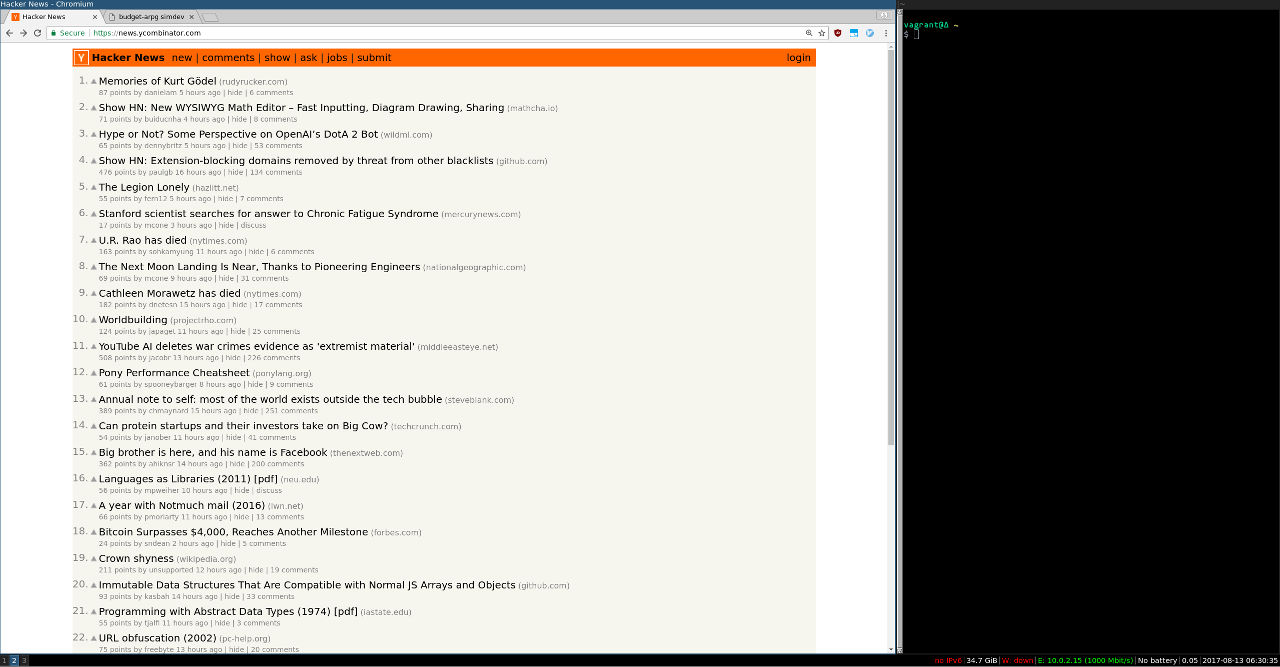 Hacker News - Chromium
Hacker News
budget-arpg simdev
Secure https://news.ycombinator.com
Y Hacker News new | comments | show | ask | jobs | submit login
1. Memories of Kurt Gödel (rudyrucker.com)
87 points by danielam 5 hours ago | hide | 6 comments
2. Show HN: New WYSIWYG Math Editor – Fast Inputting, Diagram Drawing, Sharing (mathcha.io)
71 points by buiducnha 4 hours ago | hide | 8 comments
3. Hype or Not? Some Perspective on OpenAI's DotA 2 Bot (wildml.com)
65 points by dennybritz 5 hours ago | hide | 53 comments
4. Show HN: Extension-blocking domains removed by threat from other blacklists (github.com)
476 points by paulgb 16 hours ago | hide | 134 comments
5. The Legion Lonely (hazlitt.net)
55 points by fern12 5 hours ago | hide | 7 comments
6. Stanford scientist searches for answer to Chronic Fatigue Syndrome (mercurynews.com)
17 points by mcone 3 hours ago | hide | discuss
7. U.R. Rao has died (nytimes.com)
163 points by sohkamyung 11 hours ago | hide | 6 comments
8. The Next Moon Landing Is Near, Thanks to Pioneering Engineers (nationalgeographic.com)
69 points by mcone 9 hours ago | hide | 31 comments
9. Cathleen Morawetz has died (nytimes.com)
182 points by dnetesn 15 hours ago | hide | 17 comments
10. Worldbuilding (projectrho.com)
124 points by japaget 11 hours ago | hide | 25 comments
11. YouTube AI deletes war crimes evidence as 'extremist material' (middleeasteye.net)
508 points by jacobr 13 hours ago | hide | 226 comments
12. Pony Performance Cheatsheet (ponylang.org)
61 points by spooneybarger 8 hours ago | hide | 9 comments
13. Annual note to self: most of the world exists outside the tech bubble (steveblank.com)
389 points by chmaynard 15 hours ago | hide | 251 comments
14. Can protein startups and their investors take on Big Cow? (techcrunch.com)
54 points by janober 11 hours ago | hide | 41 comments
15. Big brother is here, and his name is Facebook (thenextweb.com)
362 points by ahiknsr 14 hours ago | hide | 200 comments
16. Languages as Libraries (2011) [pdf] (neu.edu)
56 points by mpweiher 10 hours ago | hide | discuss
17. A year with Notmuch mail (2016) (lwn.net)
66 points by pmoriarty 11 hours ago | hide | 13 comments
18. Bitcoin Surpasses $4,000, Reaches Another Milestone (forbes.com)
24 points by sndean 2 hours ago | hide | 5 comments
19. Crown shyness (wikipedia.org)
211 points by unsupported 12 hours ago | hide | 19 comments
20. Immutable Data Structures That Are Compatible with Normal JS Arrays and Objects (github.com)
93 points by kasbah 14 hours ago | hide | 33 comments
21. Programming with Abstract Data Types (1974) [pdf] (iastate.edu)
55 points by tjalfi 11 hours ago | hide | 3 comments
22. URL obfuscation (2002) (pc-help.org)
75 points by freebyte 13 hours ago | hide | 20 comments
~
vagrant@Δ ~
$
1 2 3
no IPv6 | 34.7 GiB | W: down | E: 10.0.2.15 (1000 Mbit/s) | No battery | 0.05 | 2017-08-13 06:30:35